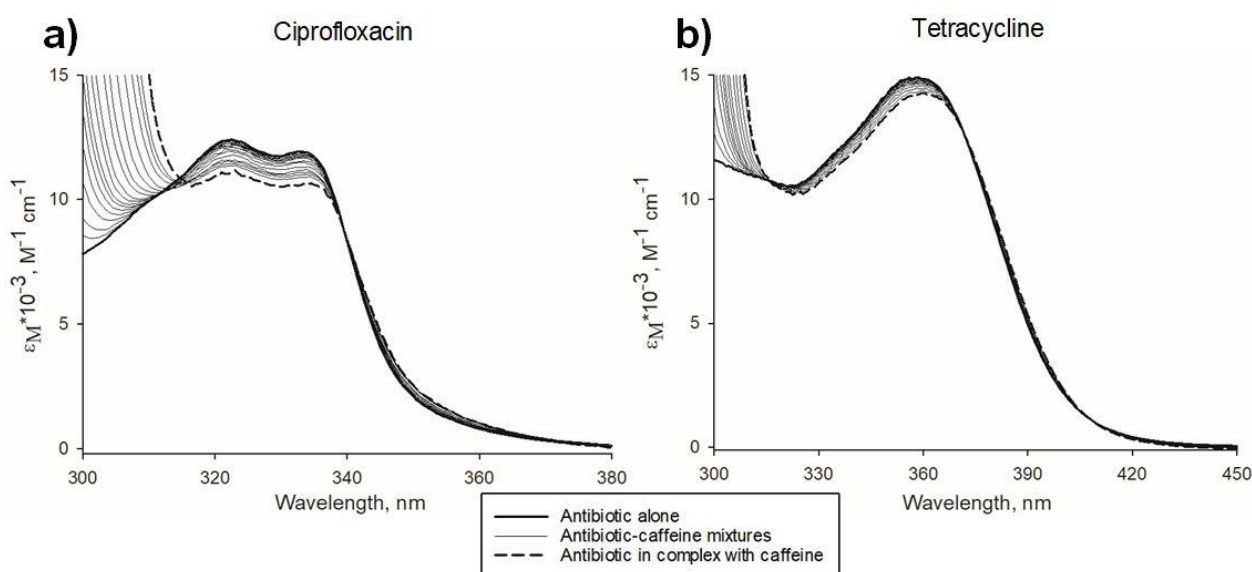 a) Ciprofloxacin
b) Tetracycline
εM*10⁻³, M⁻¹ cm⁻¹
15
10
5
0
300 320 340 360 380
Wavelength, nm
εM*10⁻³, M⁻¹ cm⁻¹
15
10
5
0
300 330 360 390 420 450
Wavelength, nm
Antibiotic alone
Antibiotic-caffeine mixtures
Antibiotic in complex with caffeine